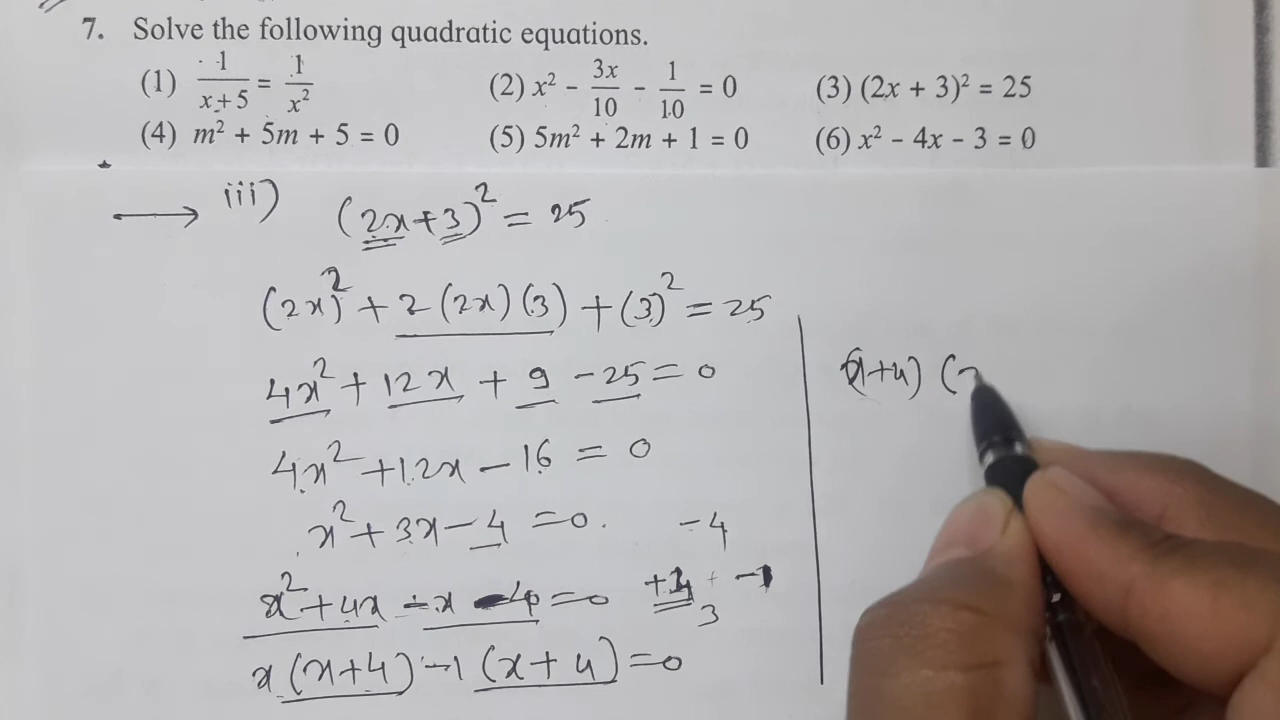 7. Solve the following quadratic equations.
(1) 1/(x+5) = 1/x² (2) x² - 3x/10 - 1/10 = 0 (3) (2x + 3)² = 25
(4) m² + 5m + 5 = 0 (5) 5m² + 2m + 1 = 0 (6) x² - 4x - 3 = 0
→ iii) (2x+3)² = 25
(2x)² + 2(2x)(3) + (3)² = 25
4x² + 12x + 9 - 25 = 0
4x² + 12x - 16 = 0
x² + 3x - 4 = 0.
-4
x² + 4x - x - 4 = 0
+4 -1
3
x(x+4) -1(x+4) = 0
(x+4) (